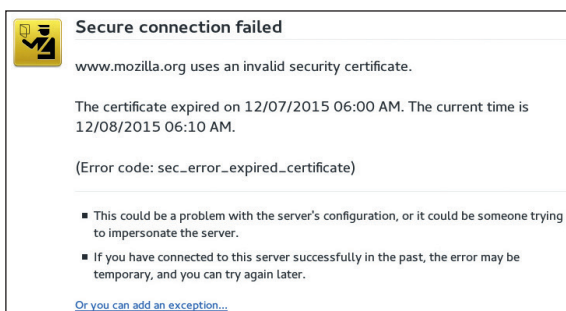 Secure connection failed
www.mozilla.org uses an invalid security certificate.
The certificate expired on 12/07/2015 06:00 AM. The current time is
12/08/2015 06:10 AM.
(Error code: sec_error_expired_certificate)
▪ This could be a problem with the server's configuration, or it could be someone trying
to impersonate the server.
▪ If you have connected to this server successfully in the past, the error may be
temporary, and you can try again later.
Or you can add an exception...